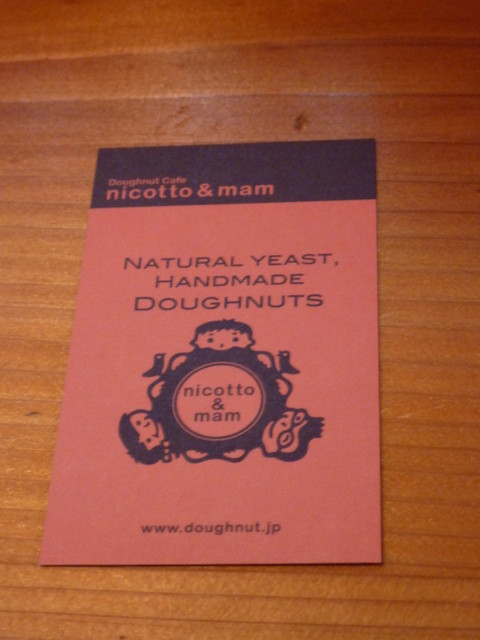 Doughnut Cafe
nicotto & mam
NATURAL YEAST,
HANDMADE
DOUGHNUTS
nicotto
&
mam
www.doughnut.jp